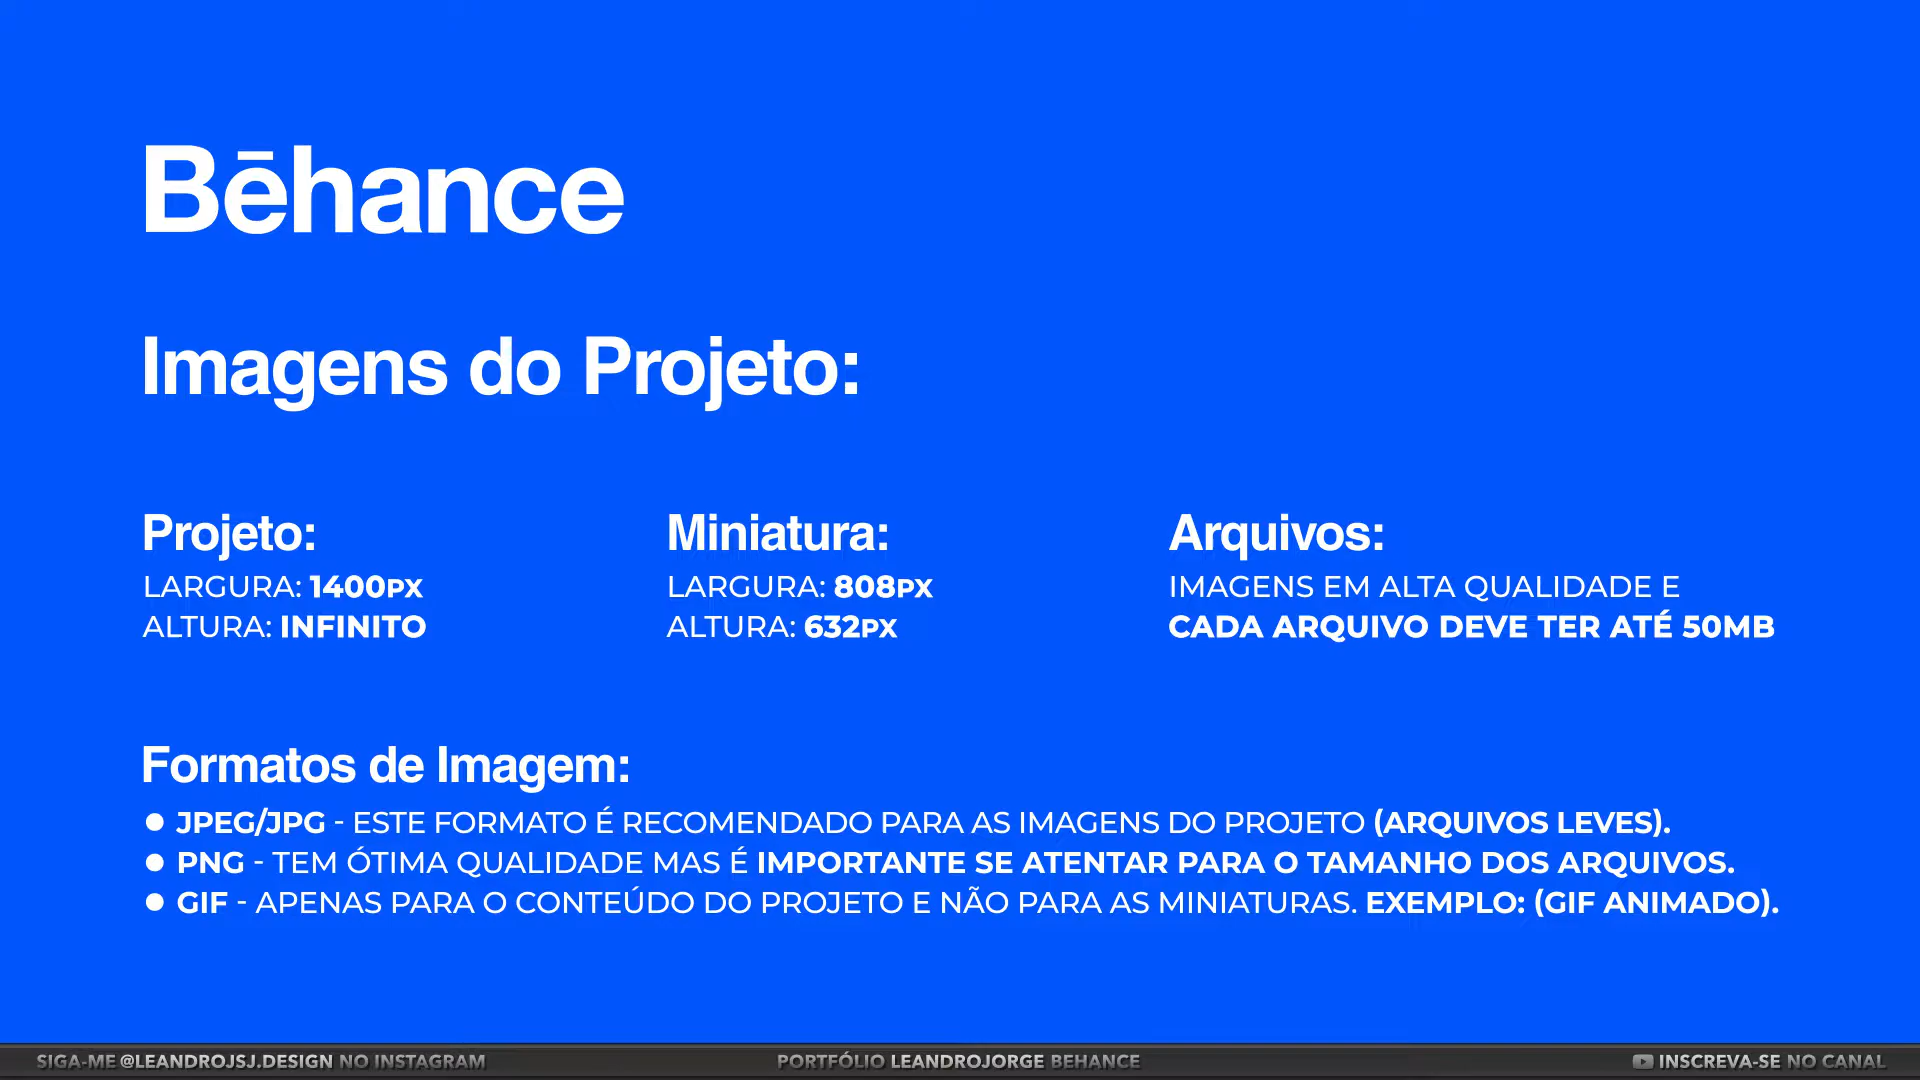 Bēhance
Imagens do Projeto:
Projeto:
LARGURA: 1400PX
ALTURA: INFINITO
Miniatura:
LARGURA: 808PX
ALTURA: 632PX
Arquivos:
IMAGENS EM ALTA QUALIDADE E
CADA ARQUIVO DEVE TER ATÉ 50MB
Formatos de Imagem:
● JPEG/JPG - ESTE FORMATO É RECOMENDADO PARA AS IMAGENS DO PROJETO (ARQUIVOS LEVES).
● PNG - TEM ÓTIMA QUALIDADE MAS É IMPORTANTE SE ATENTAR PARA O TAMANHO DOS ARQUIVOS.
● GIF - APENAS PARA O CONTEÚDO DO PROJETO E NÃO PARA AS MINIATURAS. EXEMPLO: (GIF ANIMADO).
SIGA-ME @LEANDROJSJ.DESIGN NO INSTAGRAM
PORTFÓLIO LEANDROJORGE BEHANCE
INSCREVA-SE NO CANAL